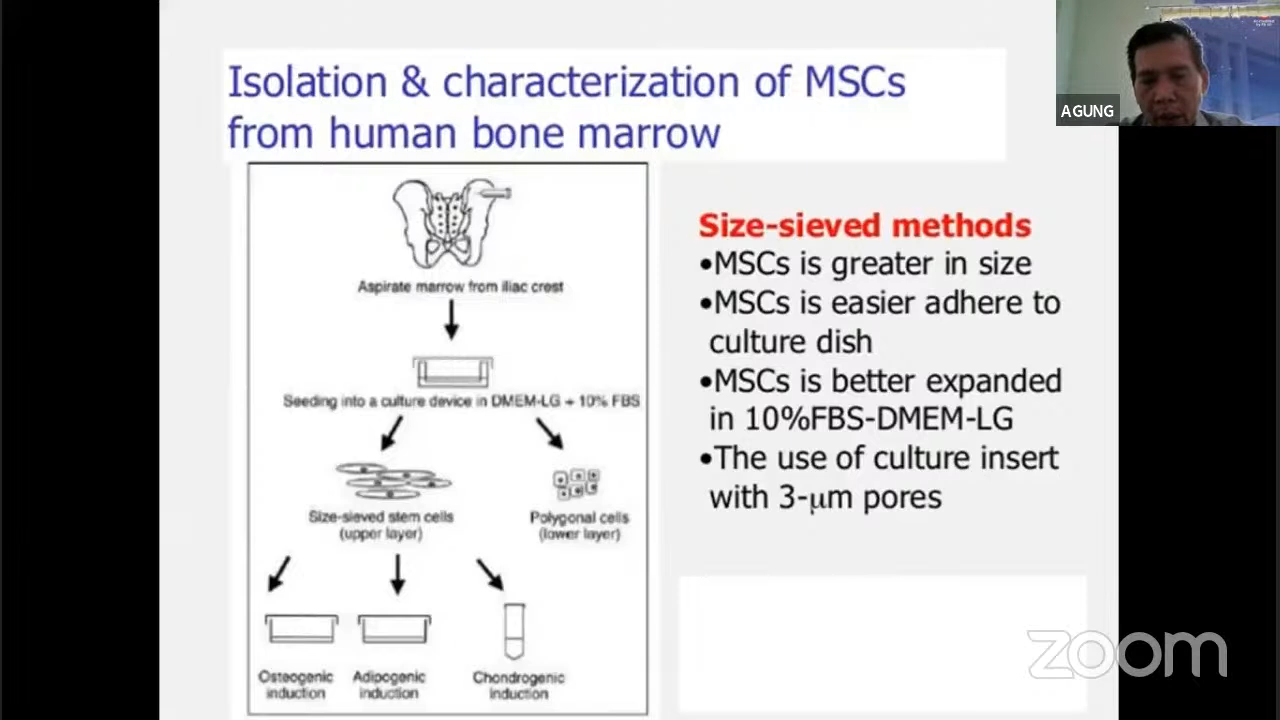 Isolation & characterization of MSCs
from human bone marrow
AGUNG
Aspirate marrow from iliac crest
Seeding into a culture device in DMEM-LG + 10% FBS
Size-sieved stem cells
(upper layer)
Polygonal cells
(lower layer)
Osteogenic
induction
Adipogenic
induction
Chondrogenic
induction
Size-sieved methods
•MSCs is greater in size
•MSCs is easier adhere to
culture dish
•MSCs is better expanded
in 10%FBS-DMEM-LG
•The use of culture insert
with 3-μm pores
zoom